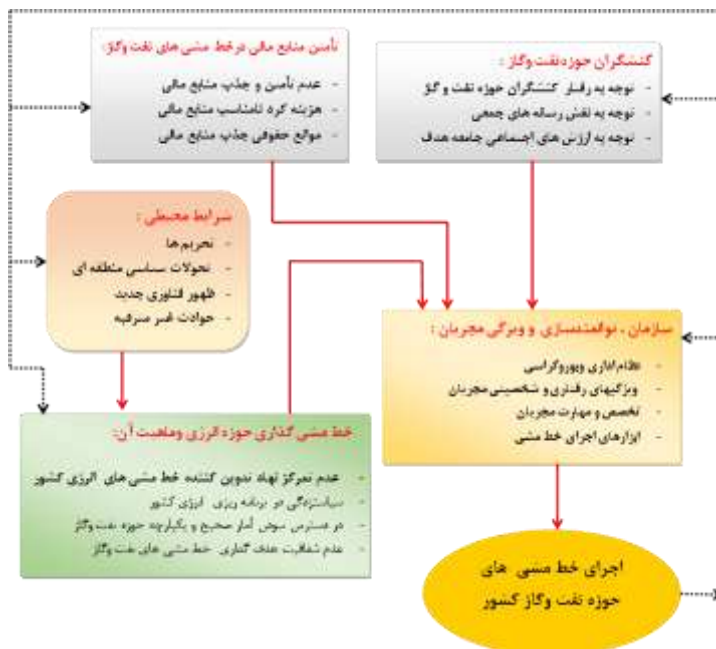 کنشگران حوزه نفت وگاز :
- توجه به رفتار کنشگران حوزه نفت و گاز
- توجه به نقش رسانه های جمعی
- توجه به ارزش های اجتماعی جامعه هدف
تأمین منابع مالی در خط مشی های نفت وگاز:
- عدم تأمین و جذب منابع مالی
- هزینه کرد نامناسب منابع مالی
- موانع حقوقی جذب منابع مالی
شرایط محیطی :
- تحریم ها
- تحولات سیاسی منطقه ای
- ظهور فناوری جدید
- حوادث غیر مترقبه
سازمان ، توانمندسازی و ویژگی مجریان :
- نظام اداری وبوروکراسی
- ویژگیهای رفتاری و شخصیتی مجریان
- تخصص و مهارت مجریان
- ابزارهای اجرای خط مشی
خط مشی گذاری حوزه انرژی وماهیت آن:
- عدم تمرکز نهاد تدوین کننده خط مشی های انرژی کشور
- سیاستزدگی در برنامه ریزی انرژی کشور
- در دسترس نبودن آمار صحیح و یکپارچه حوزه نفت وگاز
- عدم شفافیت هدف گذاری خط مشی های نفت وگاز
اجرای خط مشی های
حوزه نفت وگاز کشور